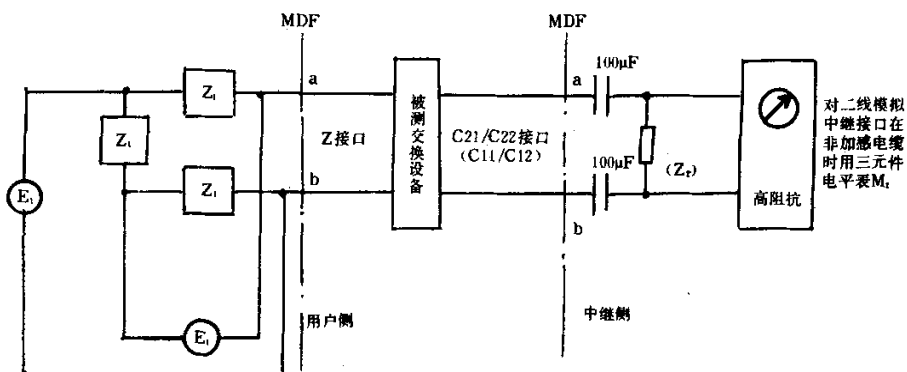 MDF
MDF
a
a
100μF
Z₁
Z₁
Z接口
被测交换设备
C21/C22接口
(C11/C12)
对二线模拟
中继接口在
非加感电缆
时用三元件
电平表M₁
b
100μF
(Zᵣ)
E₁
Z₁
高阻抗
b
用户侧
中继侧
E₁